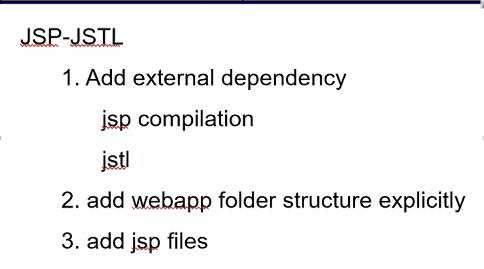 JSP-JSTL
1. Add external dependency
jsp compilation
jstl
2. add webapp folder structure explicitly
3. add jsp files